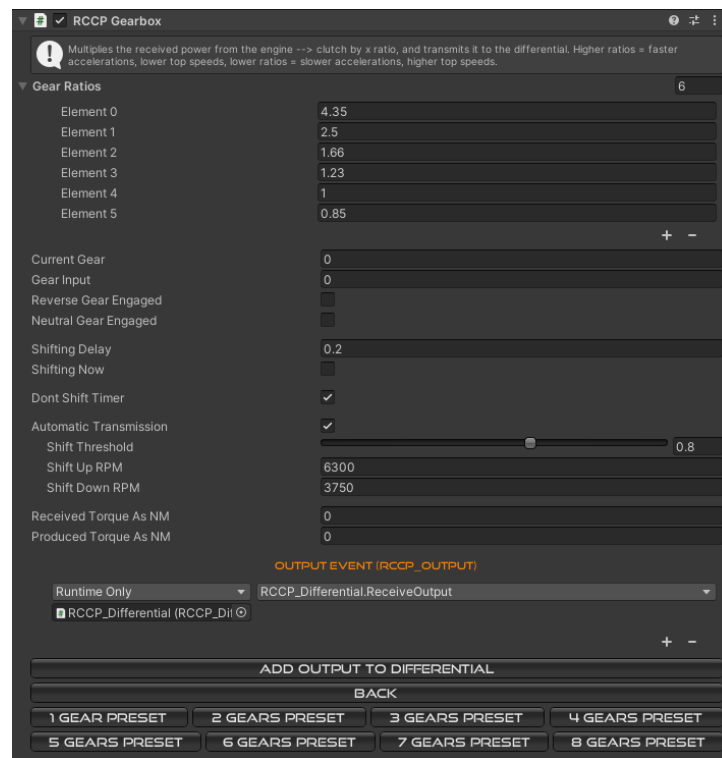 RCCP Gearbox
Multiplies the received power from the engine --> clutch by x ratio, and transmits it to the differential. Higher ratios = faster
accelerations, lower top speeds, lower ratios = slower accelerations, higher top speeds.
Gear Ratios 6
Element 0 4.35
Element 1 2.5
Element 2 1.66
Element 3 1.23
Element 4 1
Element 5 0.85
+ -
Current Gear 0
Gear Input 0
Reverse Gear Engaged
Neutral Gear Engaged
Shifting Delay 0.2
Shifting Now
Dont Shift Timer
Automatic Transmission
Shift Threshold 0.8
Shift Up RPM 6300
Shift Down RPM 3750
Received Torque As NM 0
Produced Torque As NM 0
OUTPUT EVENT (RCCP_OUTPUT)
Runtime Only RCCP_Differential.ReceiveOutput
RCCP_Differential (RCCP_Dif
+ -
ADD OUTPUT TO DIFFERENTIAL
BACK
1 GEAR PRESET 2 GEARS PRESET 3 GEARS PRESET 4 GEARS PRESET
5 GEARS PRESET 6 GEARS PRESET 7 GEARS PRESET 8 GEARS PRESET